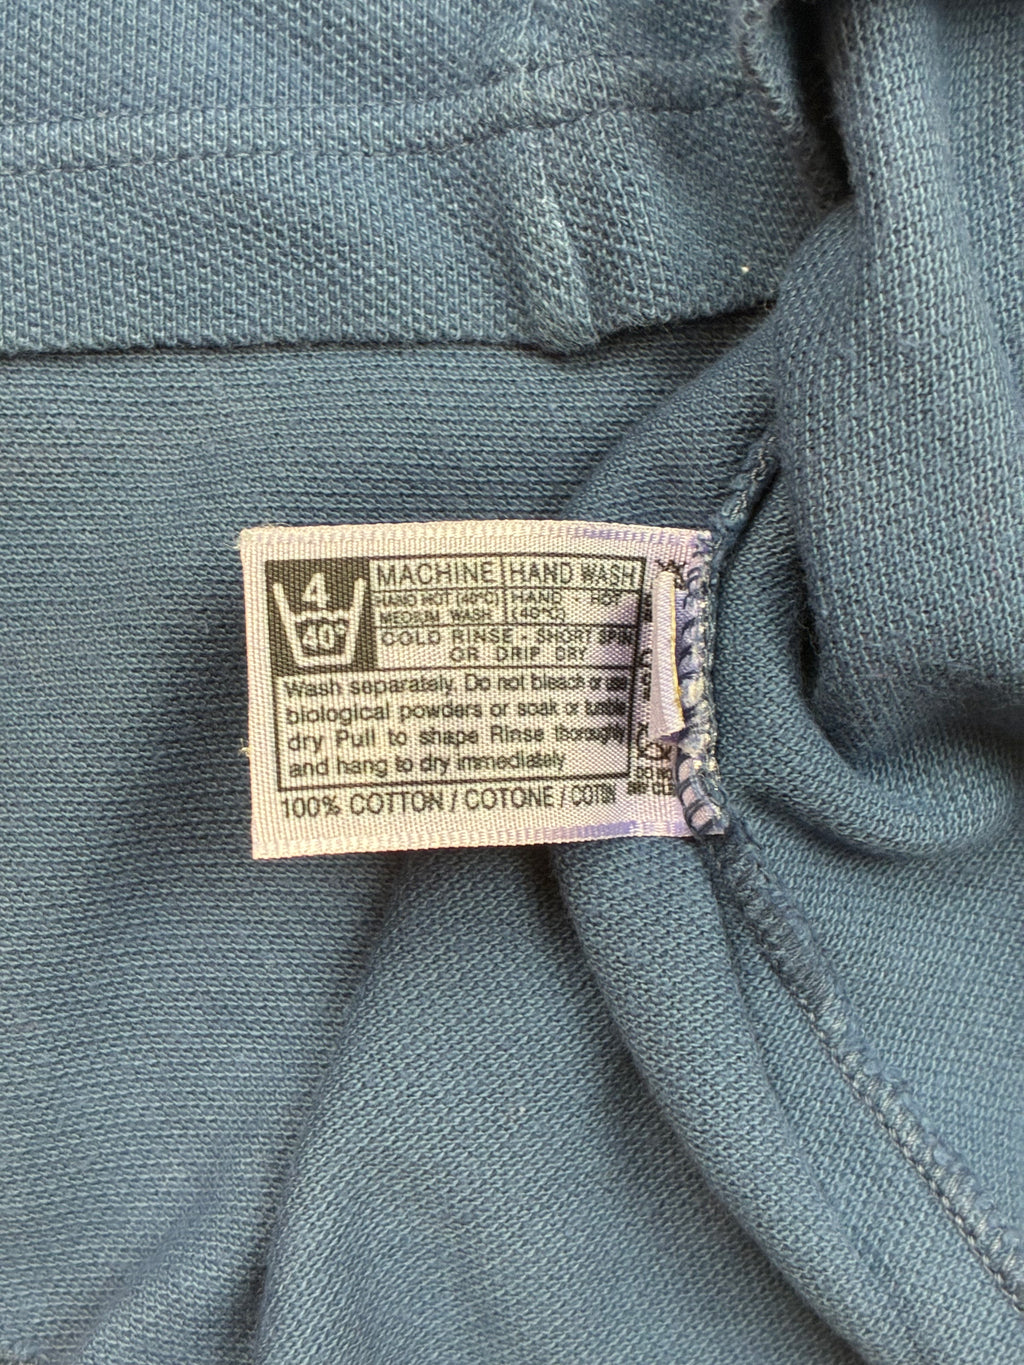 4
40°
MACHINE HAND WASH
HAND HOT (40°C) HAND HOT
MEDIUM WASH (40°C)
COLD RINSE - SHORT SPIN
OR DRIP DRY
Wash separately. Do not bleach or use
biological powders or soak or tumble
dry Pull to shape Rinse thoroughly
and hang to dry immediately
100% COTTON / COTONE / COTIN